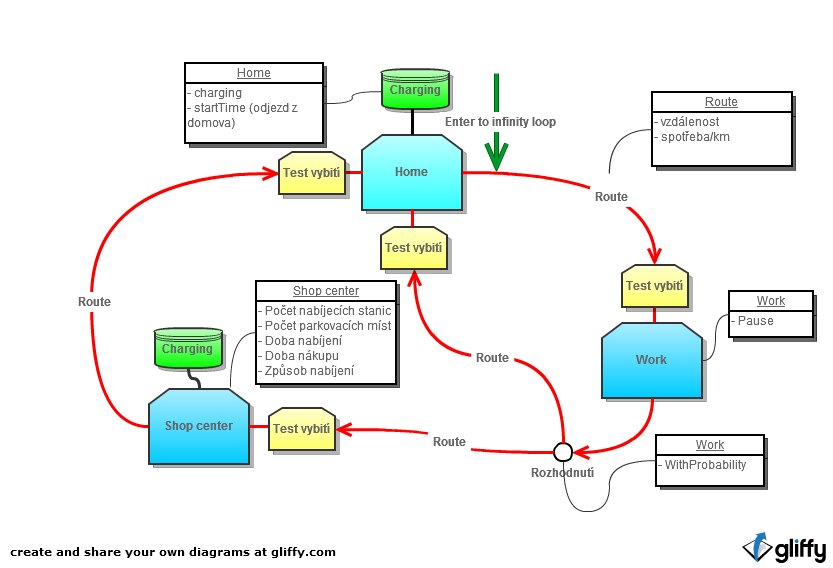 Home
- charging
- startTime (odjezd z
domova)
Charging
Enter to infinity loop
Route
- vzdálenost
- spotřeba/km
Test vybití
Home
Route
Test vybití
Test vybití
Shop center
- Počet nabíjecích stanic
- Počet parkovacích míst
- Doba nabíjení
- Doba nákupu
- Způsob nabíjení
Route
Work
- Pause
Charging
Route
Work
Shop center
Test vybití
Route
Work
- WithProbability
Rozhodnutí
create and share your own diagrams at gliffy.com
gliffy